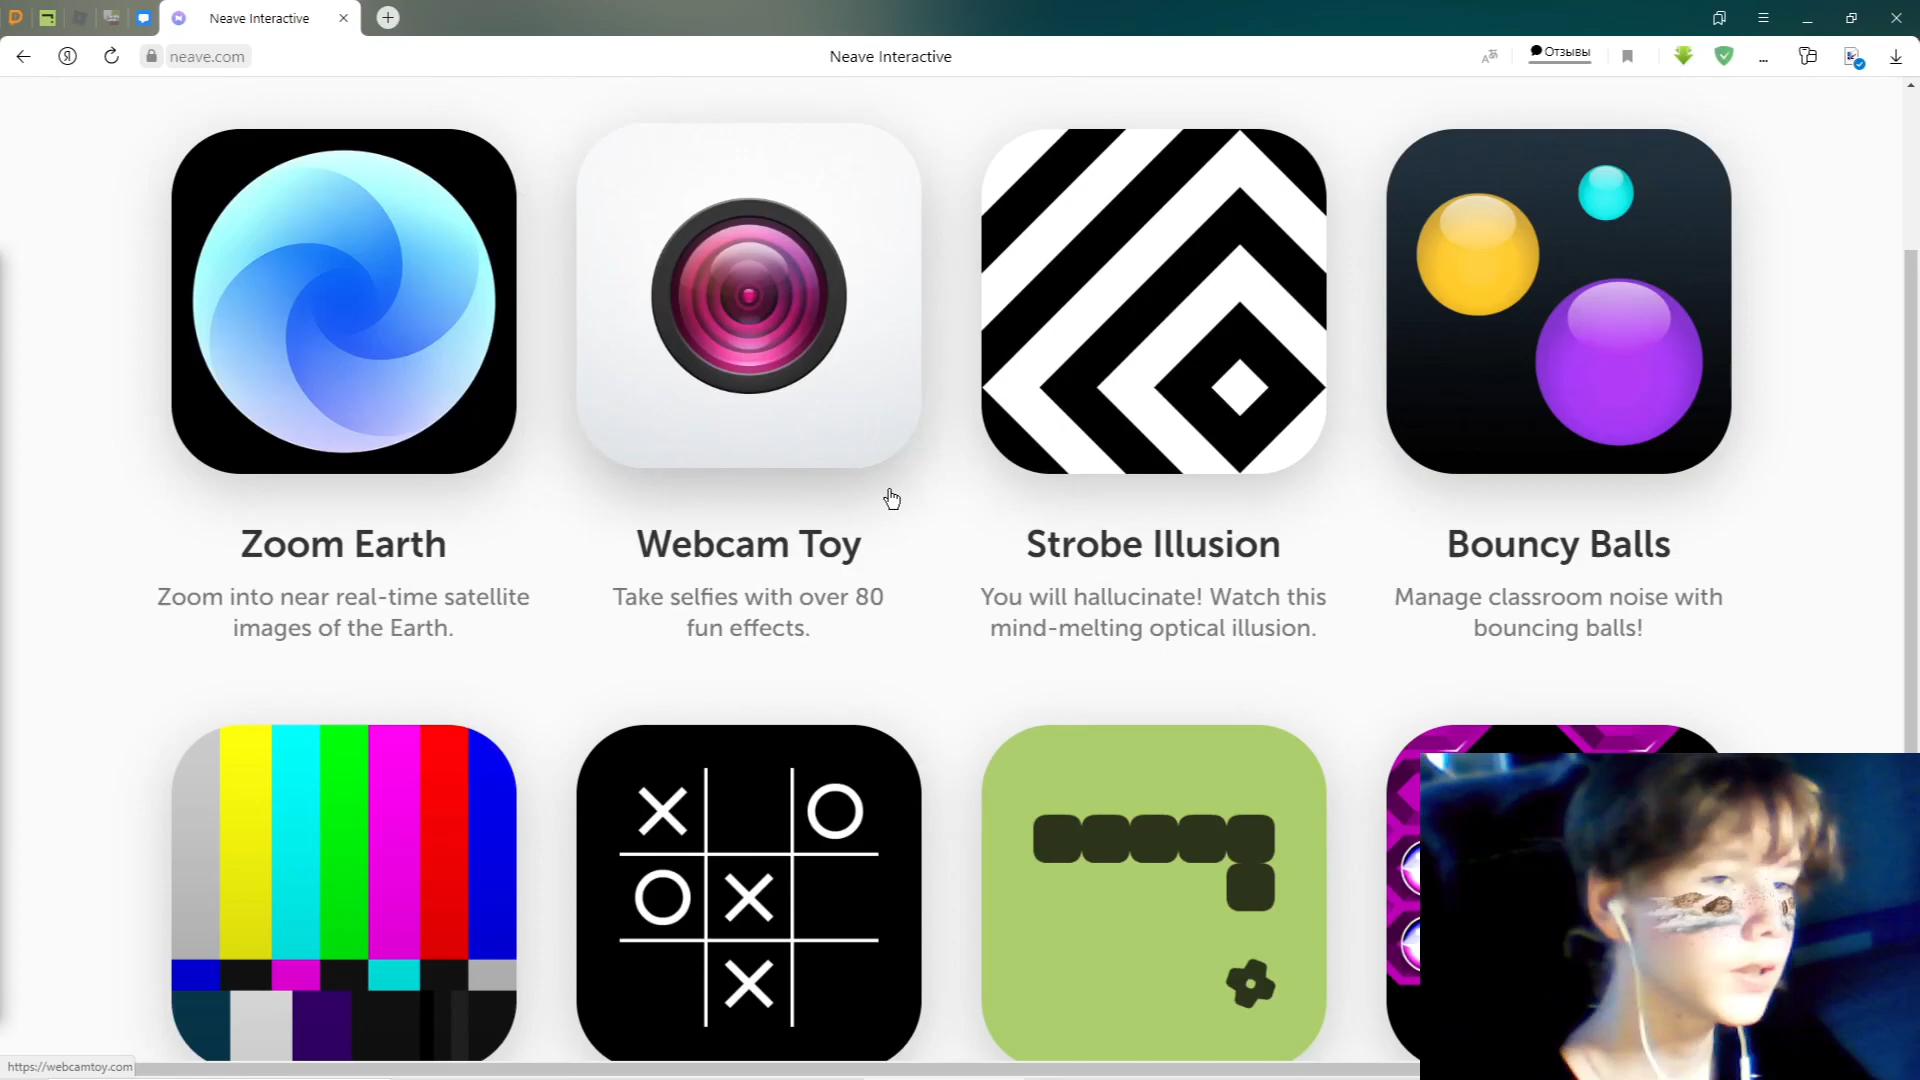 Neave Interactive
neave.com
Neave Interactive
Отзывы
Zoom Earth
Zoom into near real-time satellite
images of the Earth.
Webcam Toy
Take selfies with over 80
fun effects.
Strobe Illusion
You will hallucinate! Watch this
mind-melting optical illusion.
Bouncy Balls
Manage classroom noise with
bouncing balls!
https://webcamtoy.com